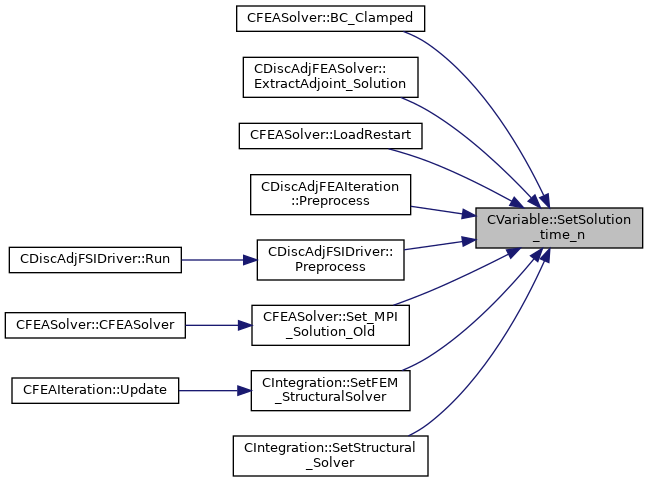 CFEASolver::BC_Clamped
CDiscAdjFEASolver::
ExtractAdjoint_Solution
CFEASolver::LoadRestart
CDiscAdjFEAIteration
::Preprocess
CVariable::SetSolution
_time_n
CDiscAdjFSIDriver::Run
CDiscAdjFSIDriver::
Preprocess
CFEASolver::CFEASolver
CFEASolver::Set_MPI
_Solution_Old
CFEAIteration::Update
CIntegration::SetFEM
_StructuralSolver
CIntegration::SetStructural
_Solver